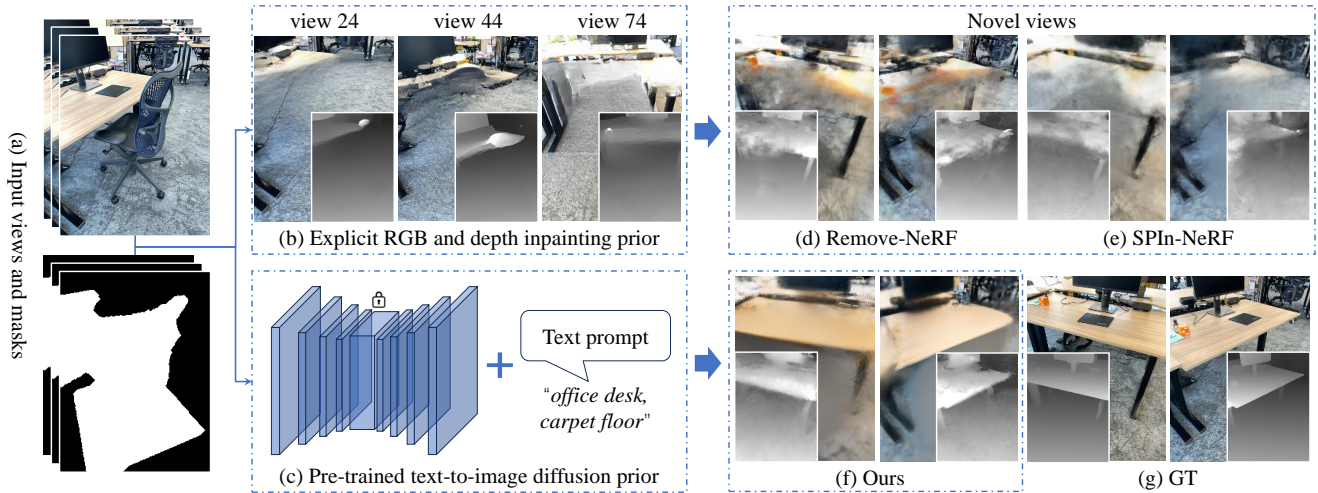 (a) Input views and masks
view 24
view 44
view 74
(b) Explicit RGB and depth inpainting prior
Novel views
(d) Remove-NeRF
(e) SPIn-NeRF
Text prompt
“office desk,
carpet floor”
(c) Pre-trained text-to-image diffusion prior
(f) Ours
(g) GT